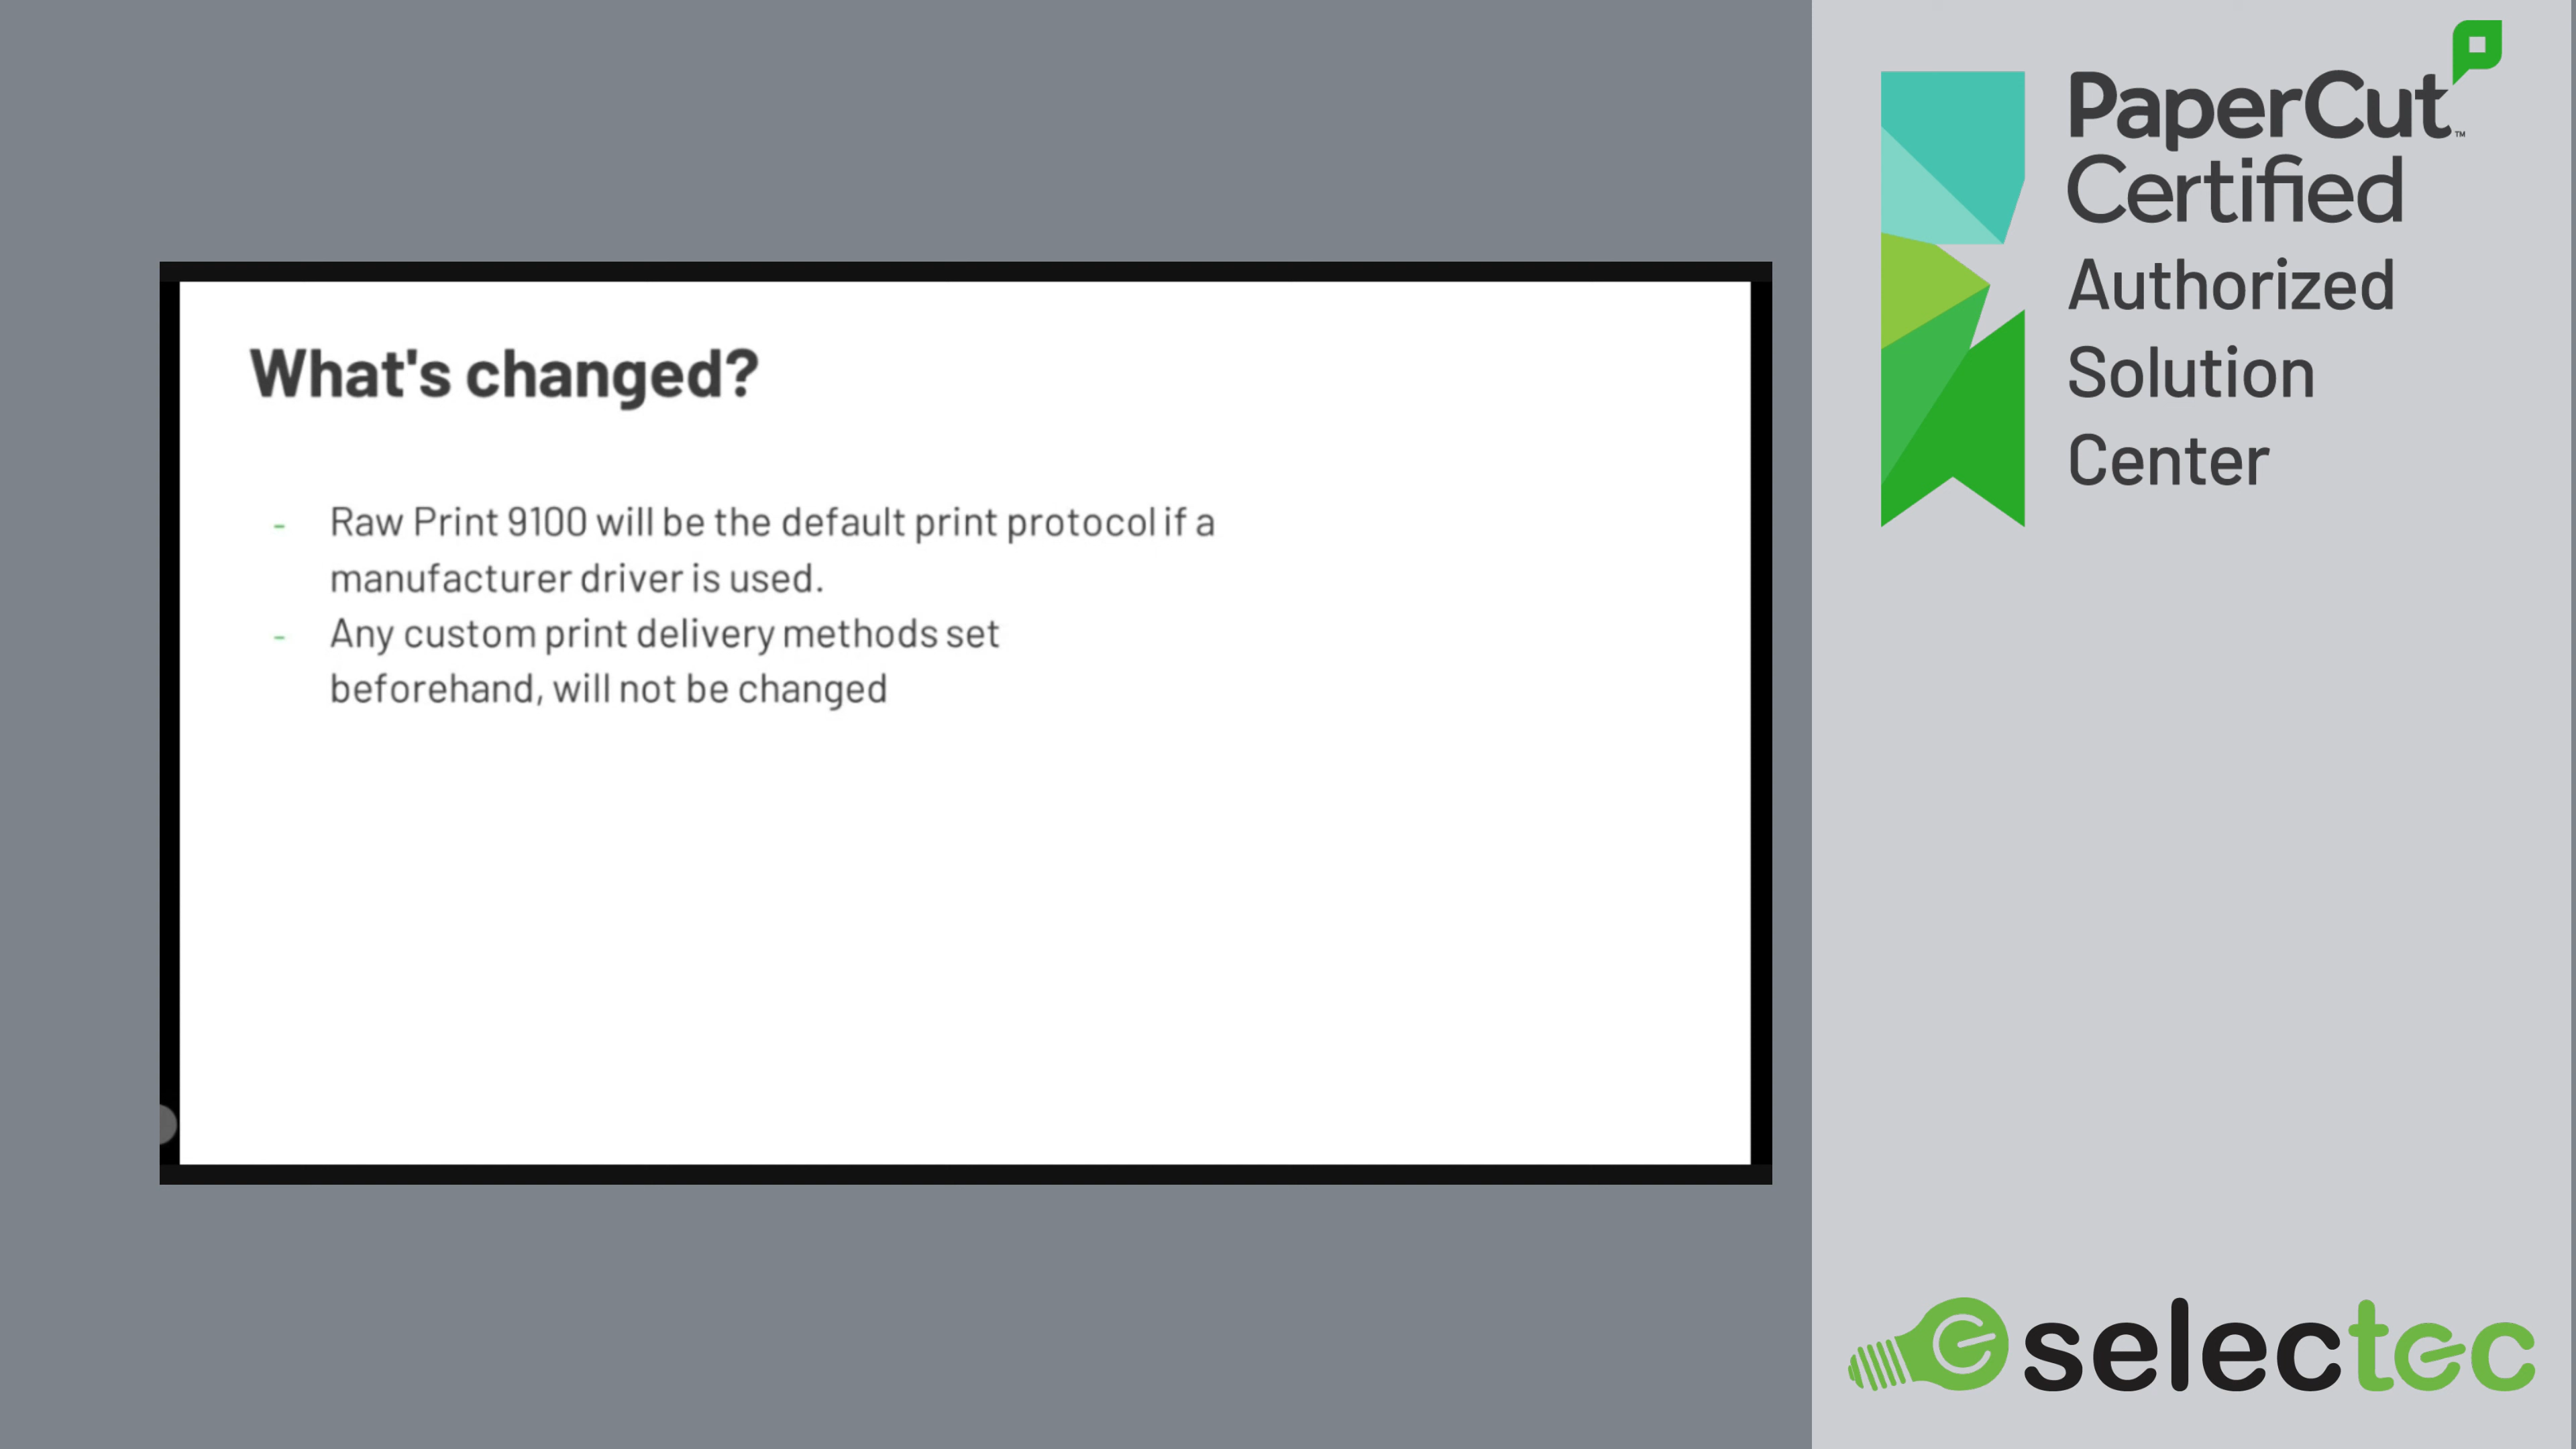 What's changed?
- Raw Print 9100 will be the default print protocol if a
manufacturer driver is used.
- Any custom print delivery methods set
beforehand, will not be changed
PaperCut™
Certified
Authorized
Solution
Center
selectec